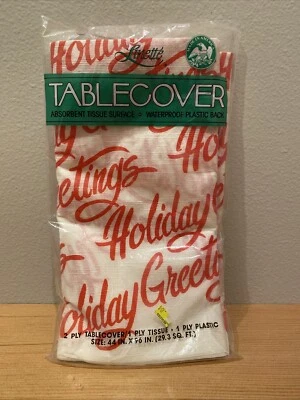 Linette
TABLECOVER
ABSORBENT TISSUE SURFACE • WATERPROOF PLASTIC BACK
Holiday
Greetings
Holiday
Holiday Greetings
2 PLY TABLECOVER/1 PLY TISSUE • 1 PLY PLASTIC
SIZE: 44 IN. X 96 IN. (29.3 SQ. FT.)